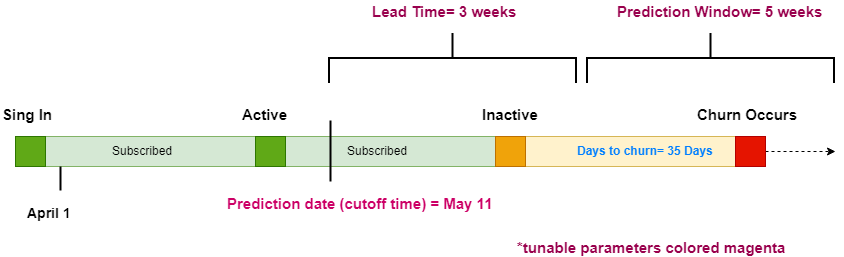 Lead Time= 3 weeks
Prediction Window= 5 weeks
Sing In
Active
Inactive
Churn Occurs
Subscribed
Subscribed
Days to churn= 35 Days
April 1
Prediction date (cutoff time) = May 11
*tunable parameters colored magenta